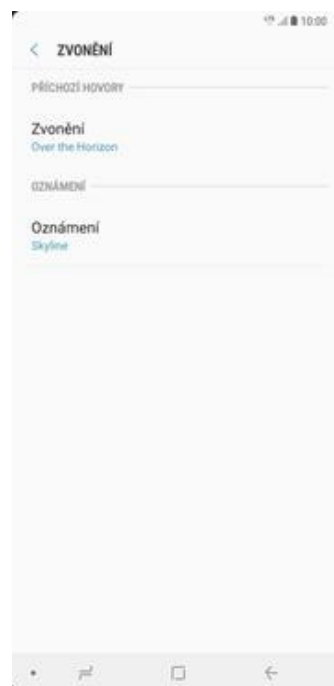 10:00
ZVONĚNÍ
PŘÍCHOZÍ HOVORY
Zvonění
Over the Horizon
OZNÁMENÍ
Oznámení
Skyline